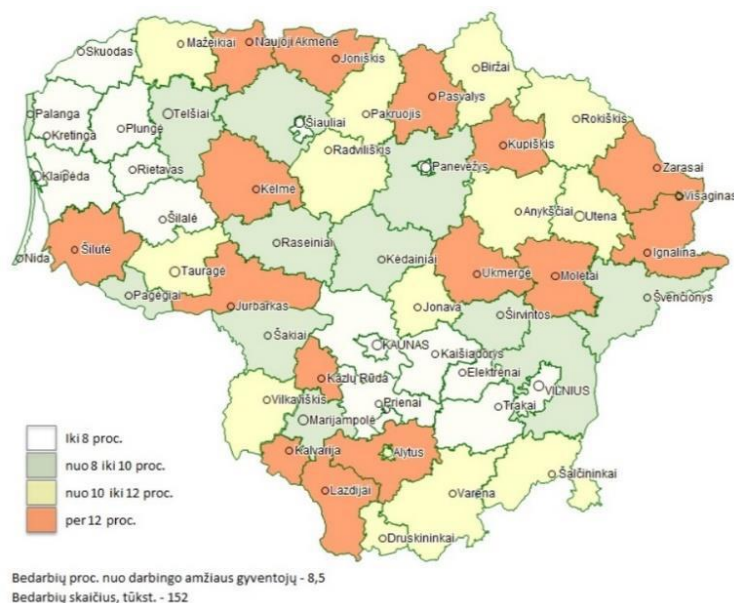 Skuodas
Mažeikiai
Naujoji Akmenė
Joniškis
Biržai
Pasvalys
Palanga
Kretinga
Plungė
Telšiai
Šiauliai
Pakruojis
Rokiškis
Radviliškis
Kupiškis
Panevėžys
Klaipėda
Rietavas
Kelmė
Zarasai
Visaginas
Šilalė
Anykščiai
Utena
Šilutė
Raseiniai
Kėdainiai
Nida
Tauragė
Ukmergė
Molėtai
Ignalina
Pagėgiai
Jurbarkas
Jonava
Širvintos
Švenčionys
Šakiai
KAUNAS
Kaišiadorys
Elektrėnai
VILNIUS
Kazlų Rūda
Vilkaviškis
Prienai
Trakai
Marijampolė
Kalvarija
Alytus
Šalčininkai
Lazdijai
Varėna
Druskininkai
Iki 8 proc.
nuo 8 iki 10 proc.
nuo 10 iki 12 proc.
per 12 proc.
Bedarbių proc. nuo darbingo amžiaus gyventojų - 8,5
Bedarbių skaičius, tūkst. - 152